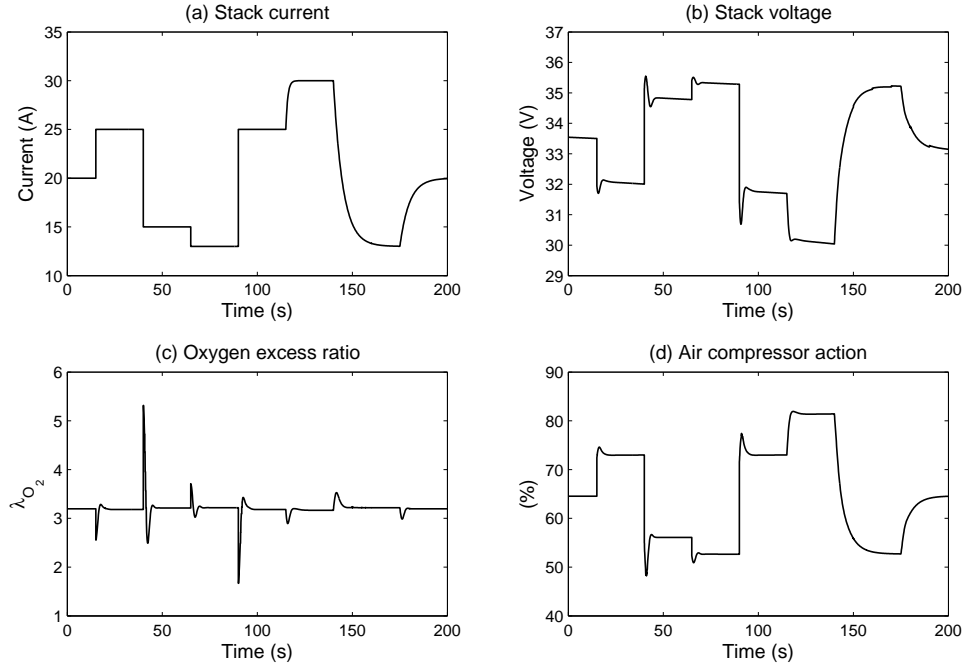 (a) Stack current
35
30
25
20
15
10
Current (A)
0 50 100 150 200
Time (s)
(b) Stack voltage
37
36
35
34
33
32
31
30
29
Voltage (V)
0 50 100 150 200
Time (s)
(c) Oxygen excess ratio
6
5
4
3
2
1
λO2
0 50 100 150 200
Time (s)
(d) Air compressor action
90
80
70
60
50
40
(%)
0 50 100 150 200
Time (s)